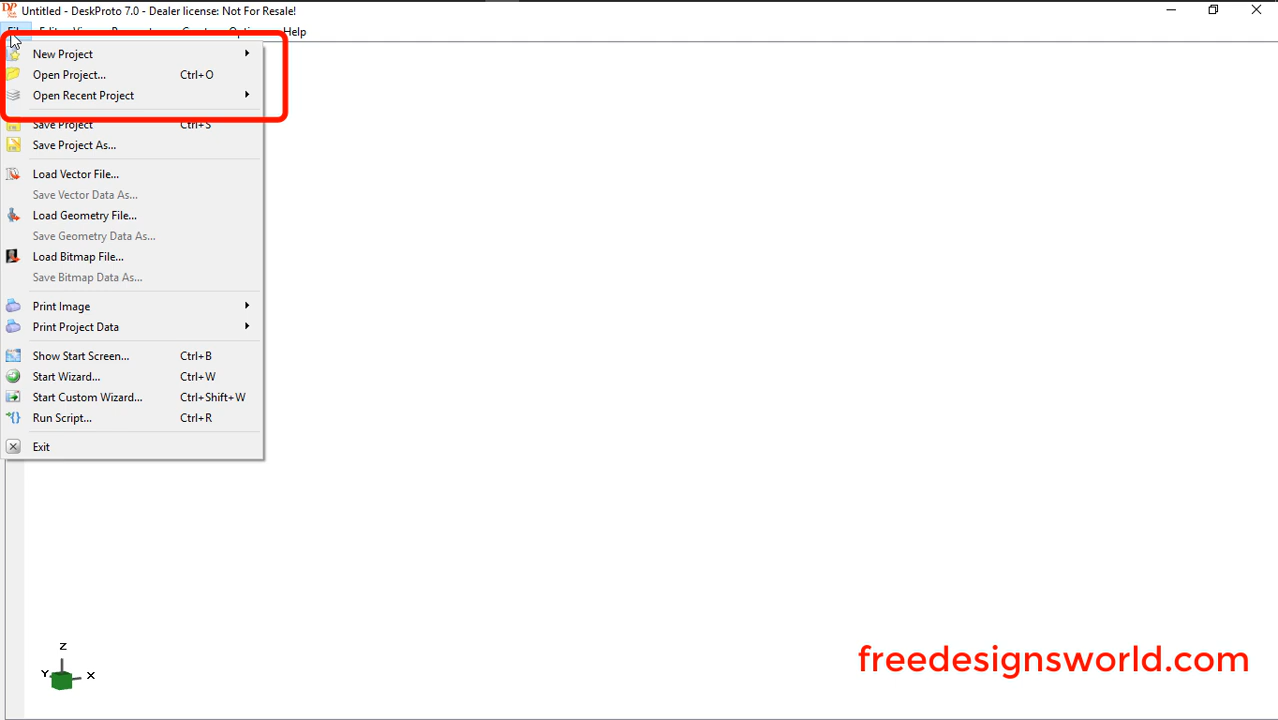 Untitled - DeskProto 7.0 - Dealer license: Not For Resale!
Help
New Project
Open Project... Ctrl+O
Open Recent Project
Save Project Ctrl+S
Save Project As...
Load Vector File...
Save Vector Data As...
Load Geometry File...
Save Geometry Data As...
Load Bitmap File...
Save Bitmap Data As...
Print Image
Print Project Data
Show Start Screen... Ctrl+B
Start Wizard... Ctrl+W
Start Custom Wizard... Ctrl+Shift+W
Run Script... Ctrl+R
Exit
Z
Y X
freedesignsworld.com